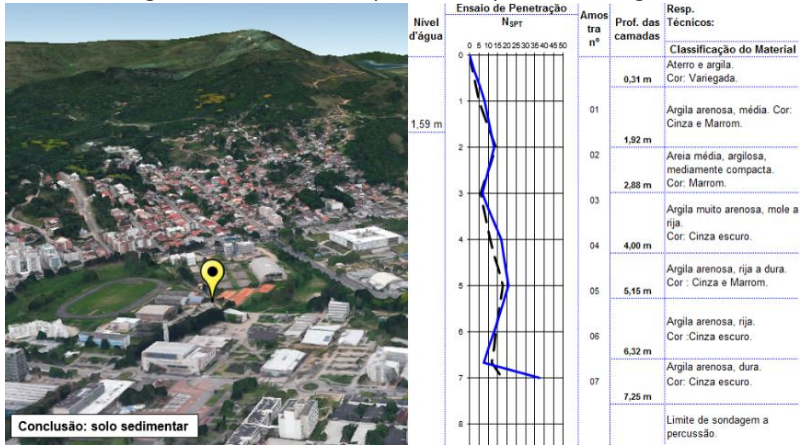 Conclusão: solo sedimentar
Nível
d'água
Ensaio de Penetração
NSPT
0 5 10 15 20 25 30 35 40 45 50
Amos
tra
nº
Prof. das
camadas
Resp.
Técnicos:
Classificação do Material
0
1
2
3
4
5
6
7
8
1,59 m
01
02
03
04
05
06
07
0,31 m
Aterro e argila.
Cor: Variegada.
1,92 m
Argila arenosa, média. Cor:
Cinza e Marrom.
2,88 m
Areia média, argilosa,
mediamente compacta.
Cor: Marrom.
4,00 m
Argila muito arenosa, mole a
rija.
Cor: Cinza escuro.
5,15 m
Argila arenosa, rija a dura.
Cor : Cinza e Marrom.
6,32 m
Argila arenosa, rija.
Cor :Cinza escuro.
7,25 m
Argila arenosa, dura.
Cor: Cinza escuro.
Limite de sondagem a
percussão.